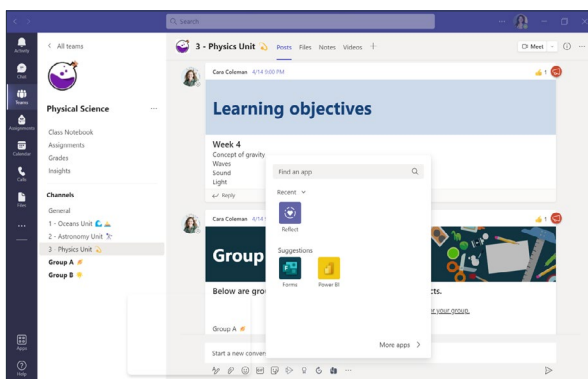 Search
Activity
Chat
Teams
Assignments
Calendar
Calls
Files
Apps
Help
All teams
Physical Science
Class Notebook
Assignments
Grades
Insights
Channels
General
1 - Oceans Unit
2 - Astronomy Unit
3 - Physics Unit
Group A
Group B
3 - Physics Unit Posts Files Notes Videos +
Meet
Cara Coleman 4/14 9:00 PM
1
Learning objectives
Week 4
Concept of gravity
Waves
Sound
Light
Reply
Find an app
Recent
Reflect
Suggestions
Forms Power BI
More apps
Cara Coleman 4/14
1
Group
Below are cts.
your group.
Group A
Start a new